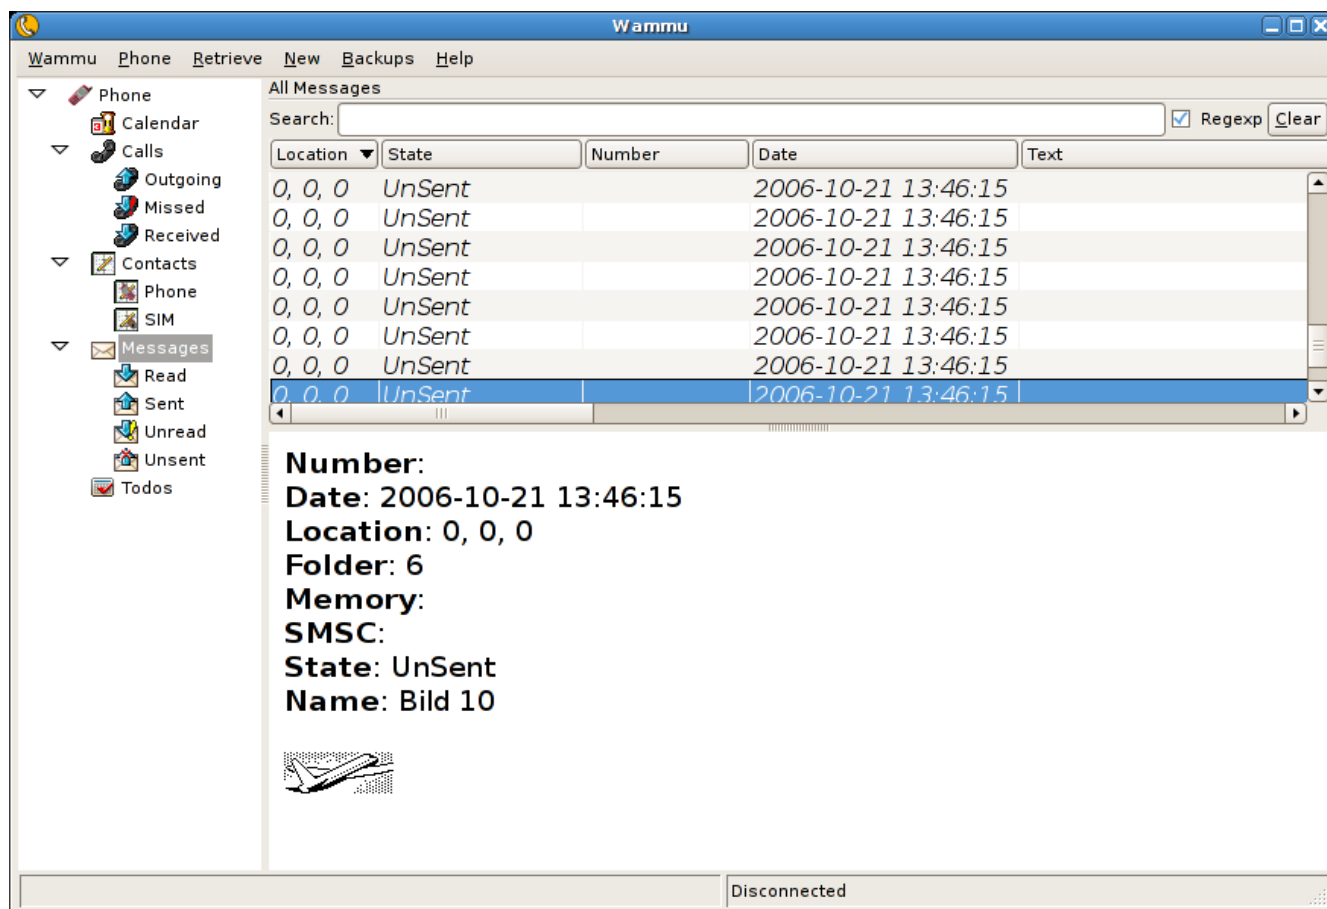 Wammu
Wammu Phone Retrieve New Backups Help
Phone
Calendar
Calls
Outgoing
Missed
Received
Contacts
Phone
SIM
Messages
Read
Sent
Unread
Unsent
Todos
All Messages
Search: Regexp Clear
Location State Number Date Text
0, 0, 0 UnSent 2006-10-21 13:46:15
0, 0, 0 UnSent 2006-10-21 13:46:15
0, 0, 0 UnSent 2006-10-21 13:46:15
0, 0, 0 UnSent 2006-10-21 13:46:15
0, 0, 0 UnSent 2006-10-21 13:46:15
0, 0, 0 UnSent 2006-10-21 13:46:15
0, 0, 0 UnSent 2006-10-21 13:46:15
0, 0, 0 UnSent 2006-10-21 13:46:15
Number:
Date: 2006-10-21 13:46:15
Location: 0, 0, 0
Folder: 6
Memory:
SMSC:
State: UnSent
Name: Bild 10
Disconnected